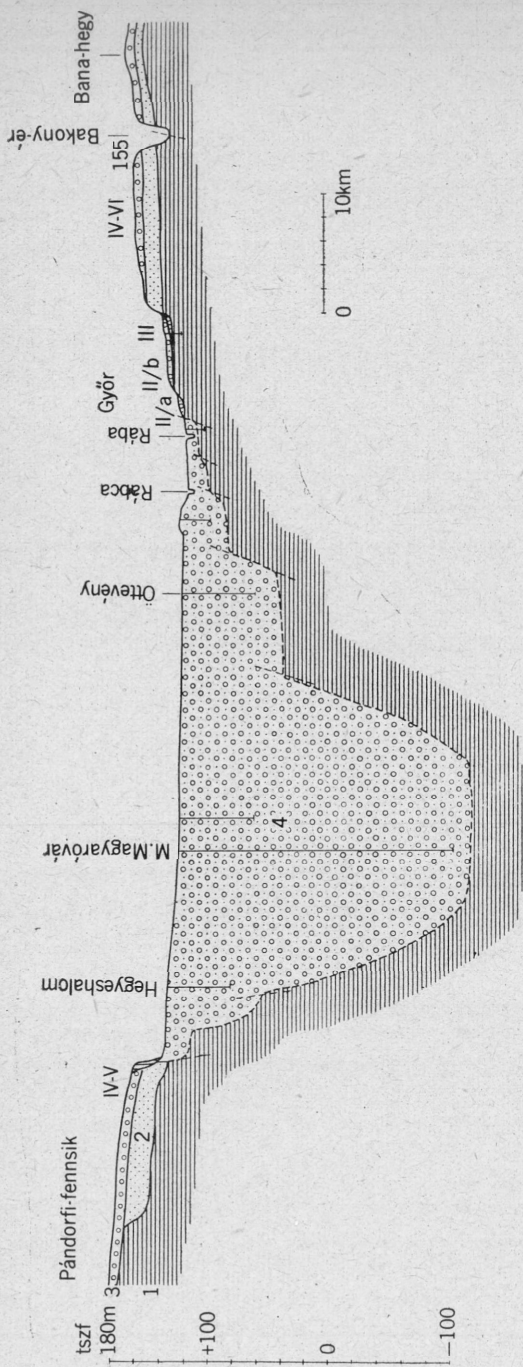 Pándorfi-fennsík
IV-V
Hegyeshalom
M.Magyaróvár
Öttevény
Rábca
Rába
Győr
II/a
II/b
III
IV-VI
155
Bakony-ér
Bana-hegy
tszf
180m
+100
0
-100
3
1
2
4
0
10km